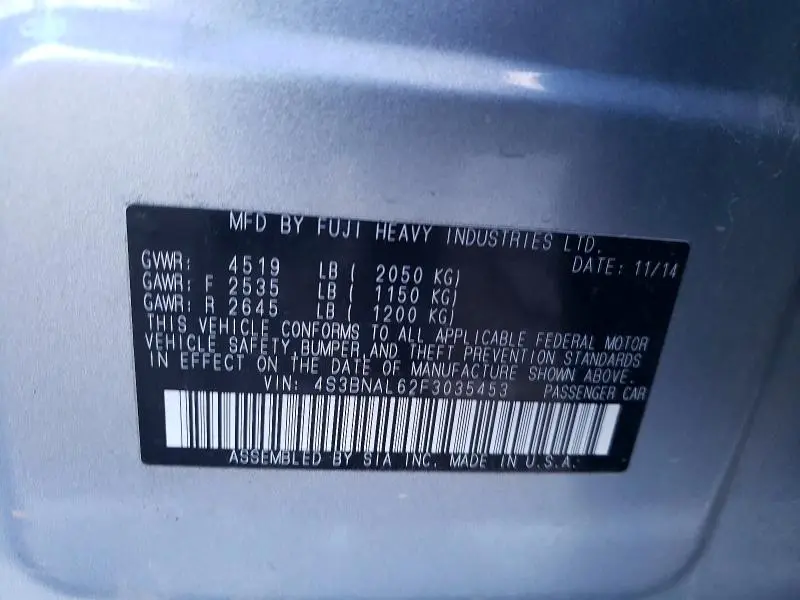 MFD BY FUJI HEAVY INDUSTRIES LTD.
DATE: 11/14
GVWR: 4519 LB ( 2050 KG)
GAWR: F 2535 LB ( 1150 KG)
GAWR: R 2645 LB ( 1200 KG)
THIS VEHICLE CONFORMS TO ALL APPLICABLE FEDERAL MOTOR
VEHICLE SAFETY,BUMPER,AND THEFT PREVENTION STANDARDS
IN EFFECT ON THE DATE OF MANUFACTURE SHOWN ABOVE.
VIN: 4S3BNAL62F3035453 PASSENGER CAR
ASSEMBLED BY SIA INC. MADE IN U.S.A.